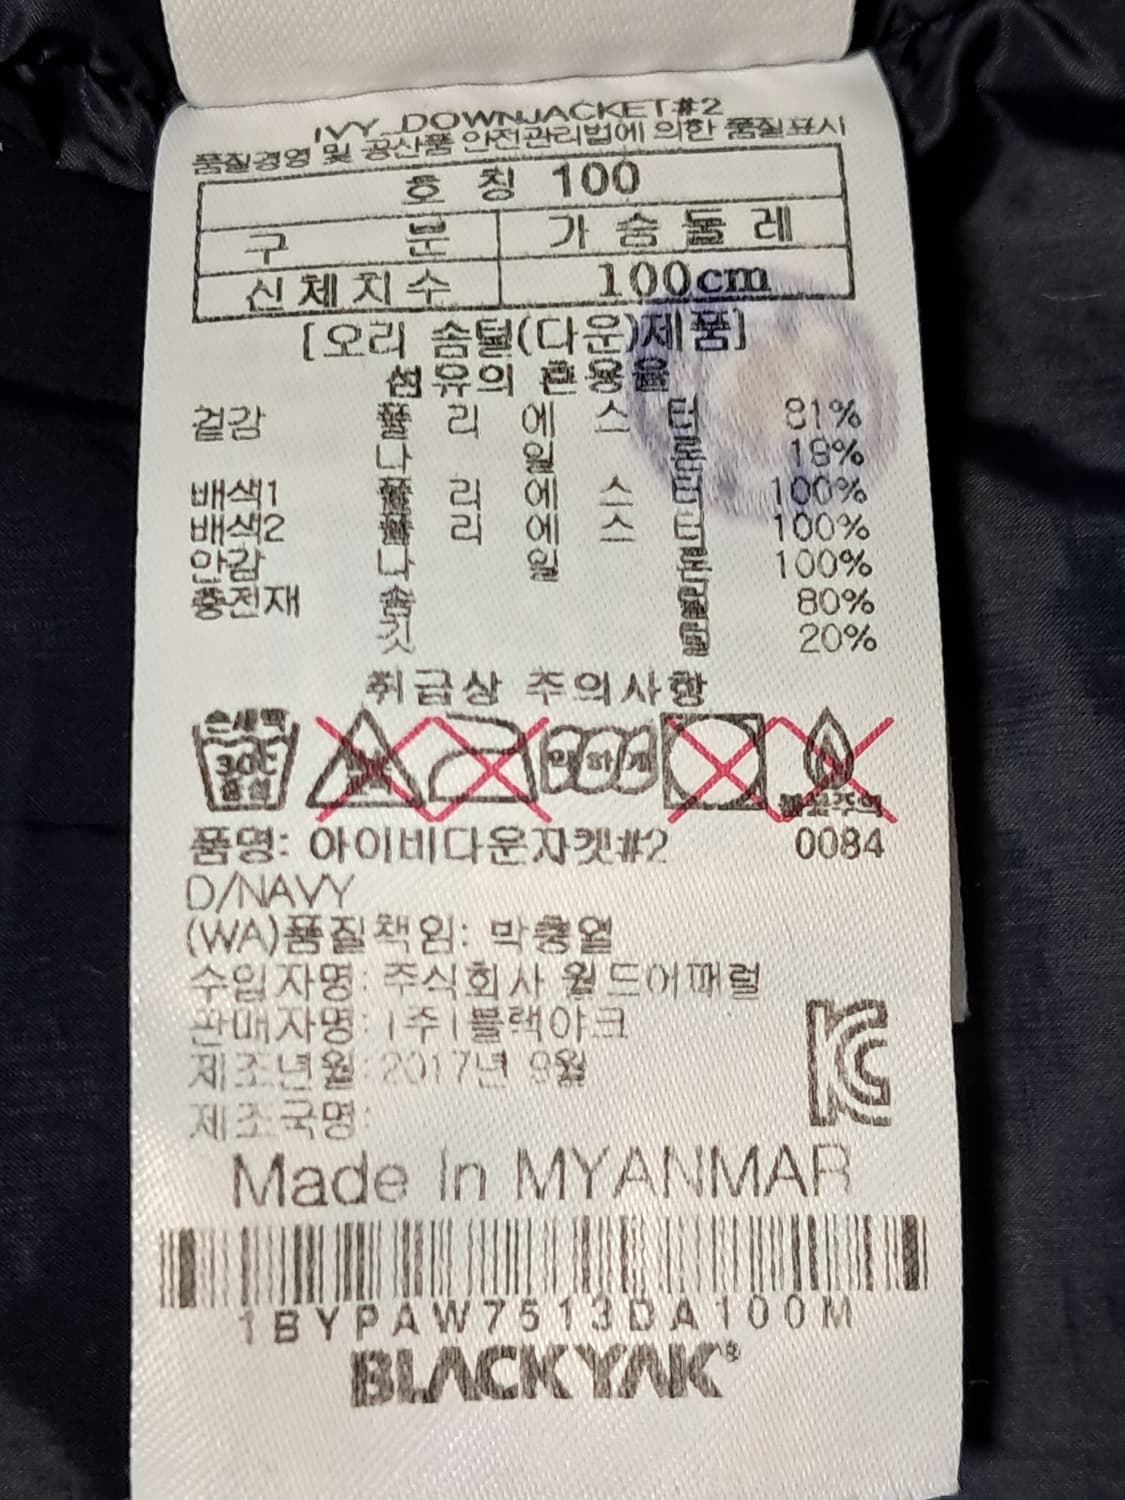 IVY_DOWNJACKET#2
품질경영 및 공산품 안전관리법에 의한 품질표시
호 칭 100
구 분 가 슴 둘 레
신체치수 100cm
[오리 솜털(다운)제품]
섬유의 혼용율
겉감 폴 리 에 스 터 81%
나 일 론 19%
배색1 폴 리 에 스 터 100%
배색2 폴 리 에 스 터 100%
안감 나 일 론 100%
충전재 솜 털 80%
깃 털 20%
취급상 주의사항
손세탁 30℃ 중성 약하게 불꽃주의
품명: 아이비다운자켓#2 0084
D/NAVY
(WA)품질책임: 박충열
수입자명: 주식회사 월드어패럴
판매자명: (주)블랙야크
제조년월: 2017년 9월
제조국명:
Made In MYANMAR
KC
1BYPAW7513DA100M
BLACKYAK®